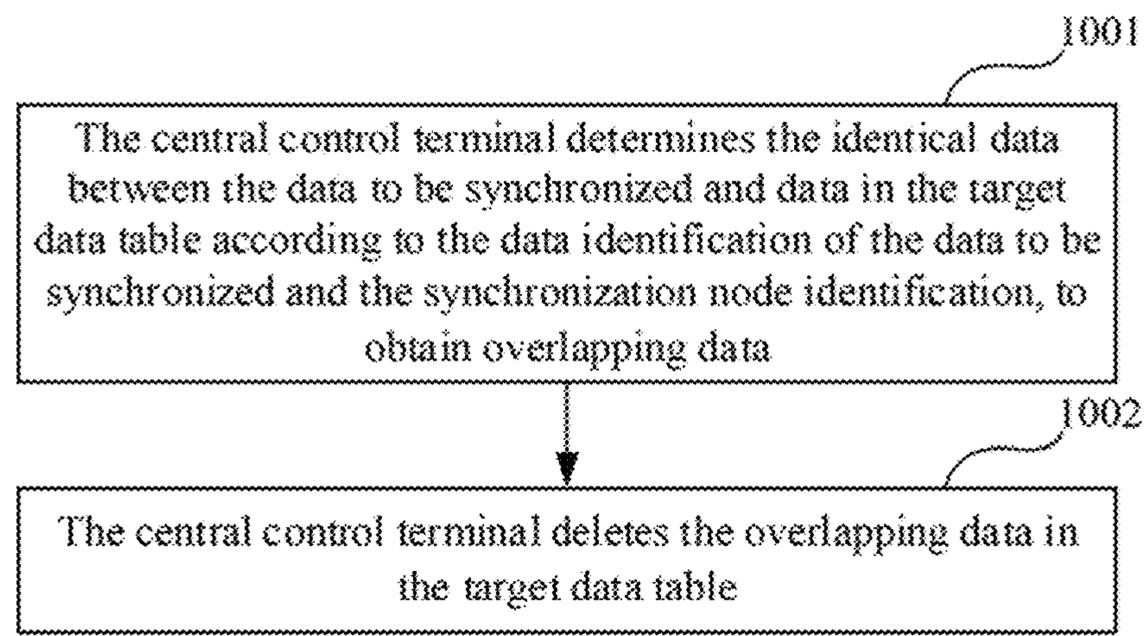 1001
The central control terminal determines the identical data
between the data to be synchronized and data in the target
data table according to the data identification of the data to be
synchronized and the synchronization node identification, to
obtain overlapping data
1002
The central control terminal deletes the overlapping data in
the target data table